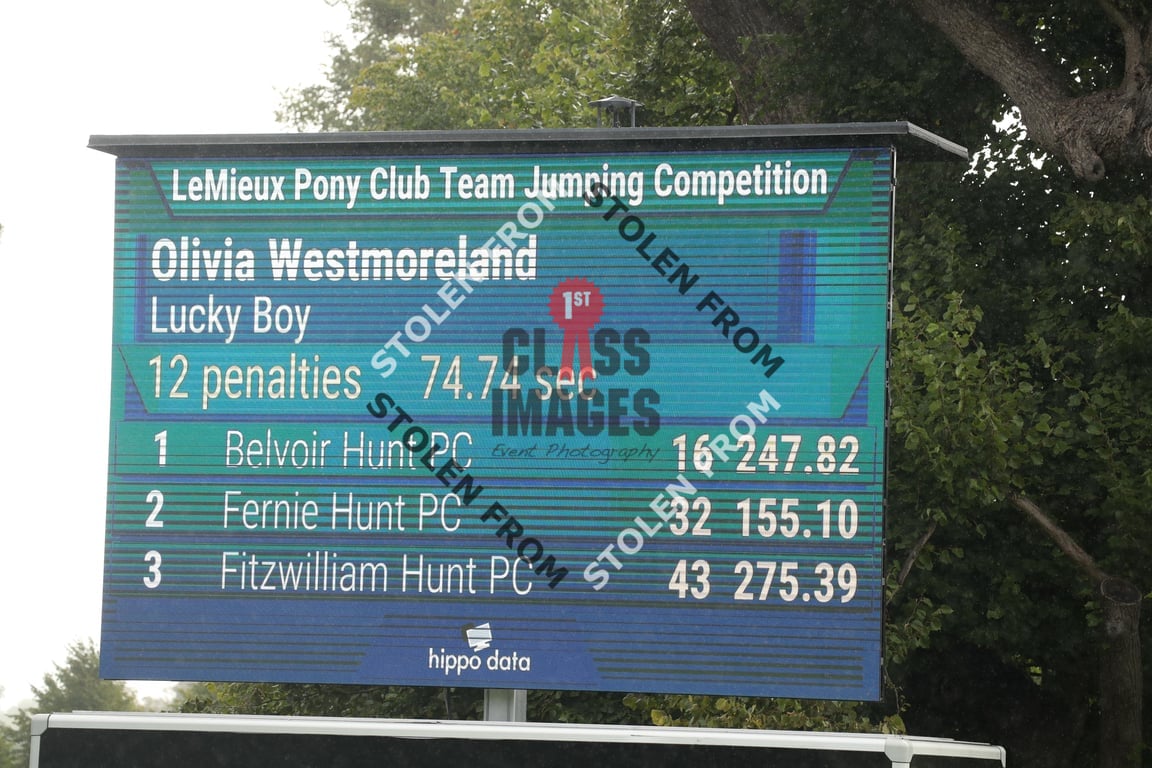 LeMieux Pony Club Team Jumping Competition
Olivia Westmoreland
Lucky Boy
12 penalties 74.74 sec
1 Belvoir Hunt PC 16 247.82
2 Fernie Hunt PC 32 155.10
3 Fitzwilliam Hunt PC 43 275.39
hippo data
STOLEN FROM
STOLEN FROM
1ST
CLASS
IMAGES
Event Photography
STOLEN FROM
STOLEN FROM